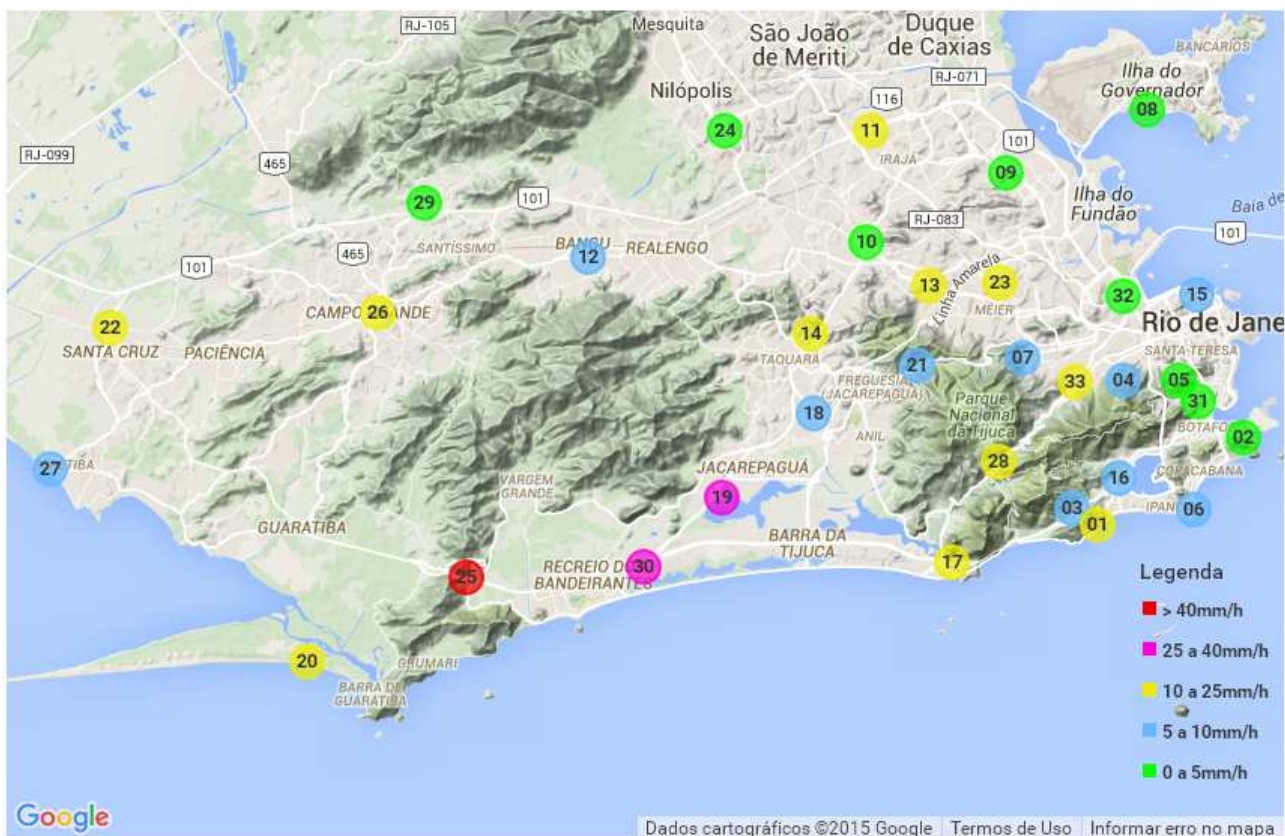 RJ-105
Mesquita
São João
de Meriti
Duque
de Caxias
RJ-071
BANCÁRIOS
Ilha do
Governador
Nilópolis
116
08
24
11
101
RJ-099
465
IRAJÁ
09
Ilha do
Fundão
29
101
RJ-083
Baía de
101
10
SANTÍSSIMO
BANGU
REALENGO
12
465
101
Linha Amarela
13
23
MÉIER
32
15
22
CAMPO GRANDE
26
14
Rio de Jane
SANTA CRUZ
PACIÊNCIA
TAQUARA
SANTA TERESA
21
07
FREGUESIA
(JACAREPAGUÁ)
33
04
05
Parque
Nacional
da Tijuca
31
18
BOTAFO
02
ANIL
27
TIBA
28
COPACABANA
JACAREPAGUÁ
16
VARGEM
GRANDE
19
03
IPAN
06
01
GUARATIBA
BARRA DA
TIJUCA
17
RECREIO DO
BANDEIRANTES
30
25
Legenda
> 40mm/h
25 a 40mm/h
20
GRUMARI
BARRA DE
GUARATIBA
10 a 25mm/h
5 a 10mm/h
0 a 5mm/h
Google
Dados cartográficos ©2015 Google Termos de Uso Informar erro no mapa